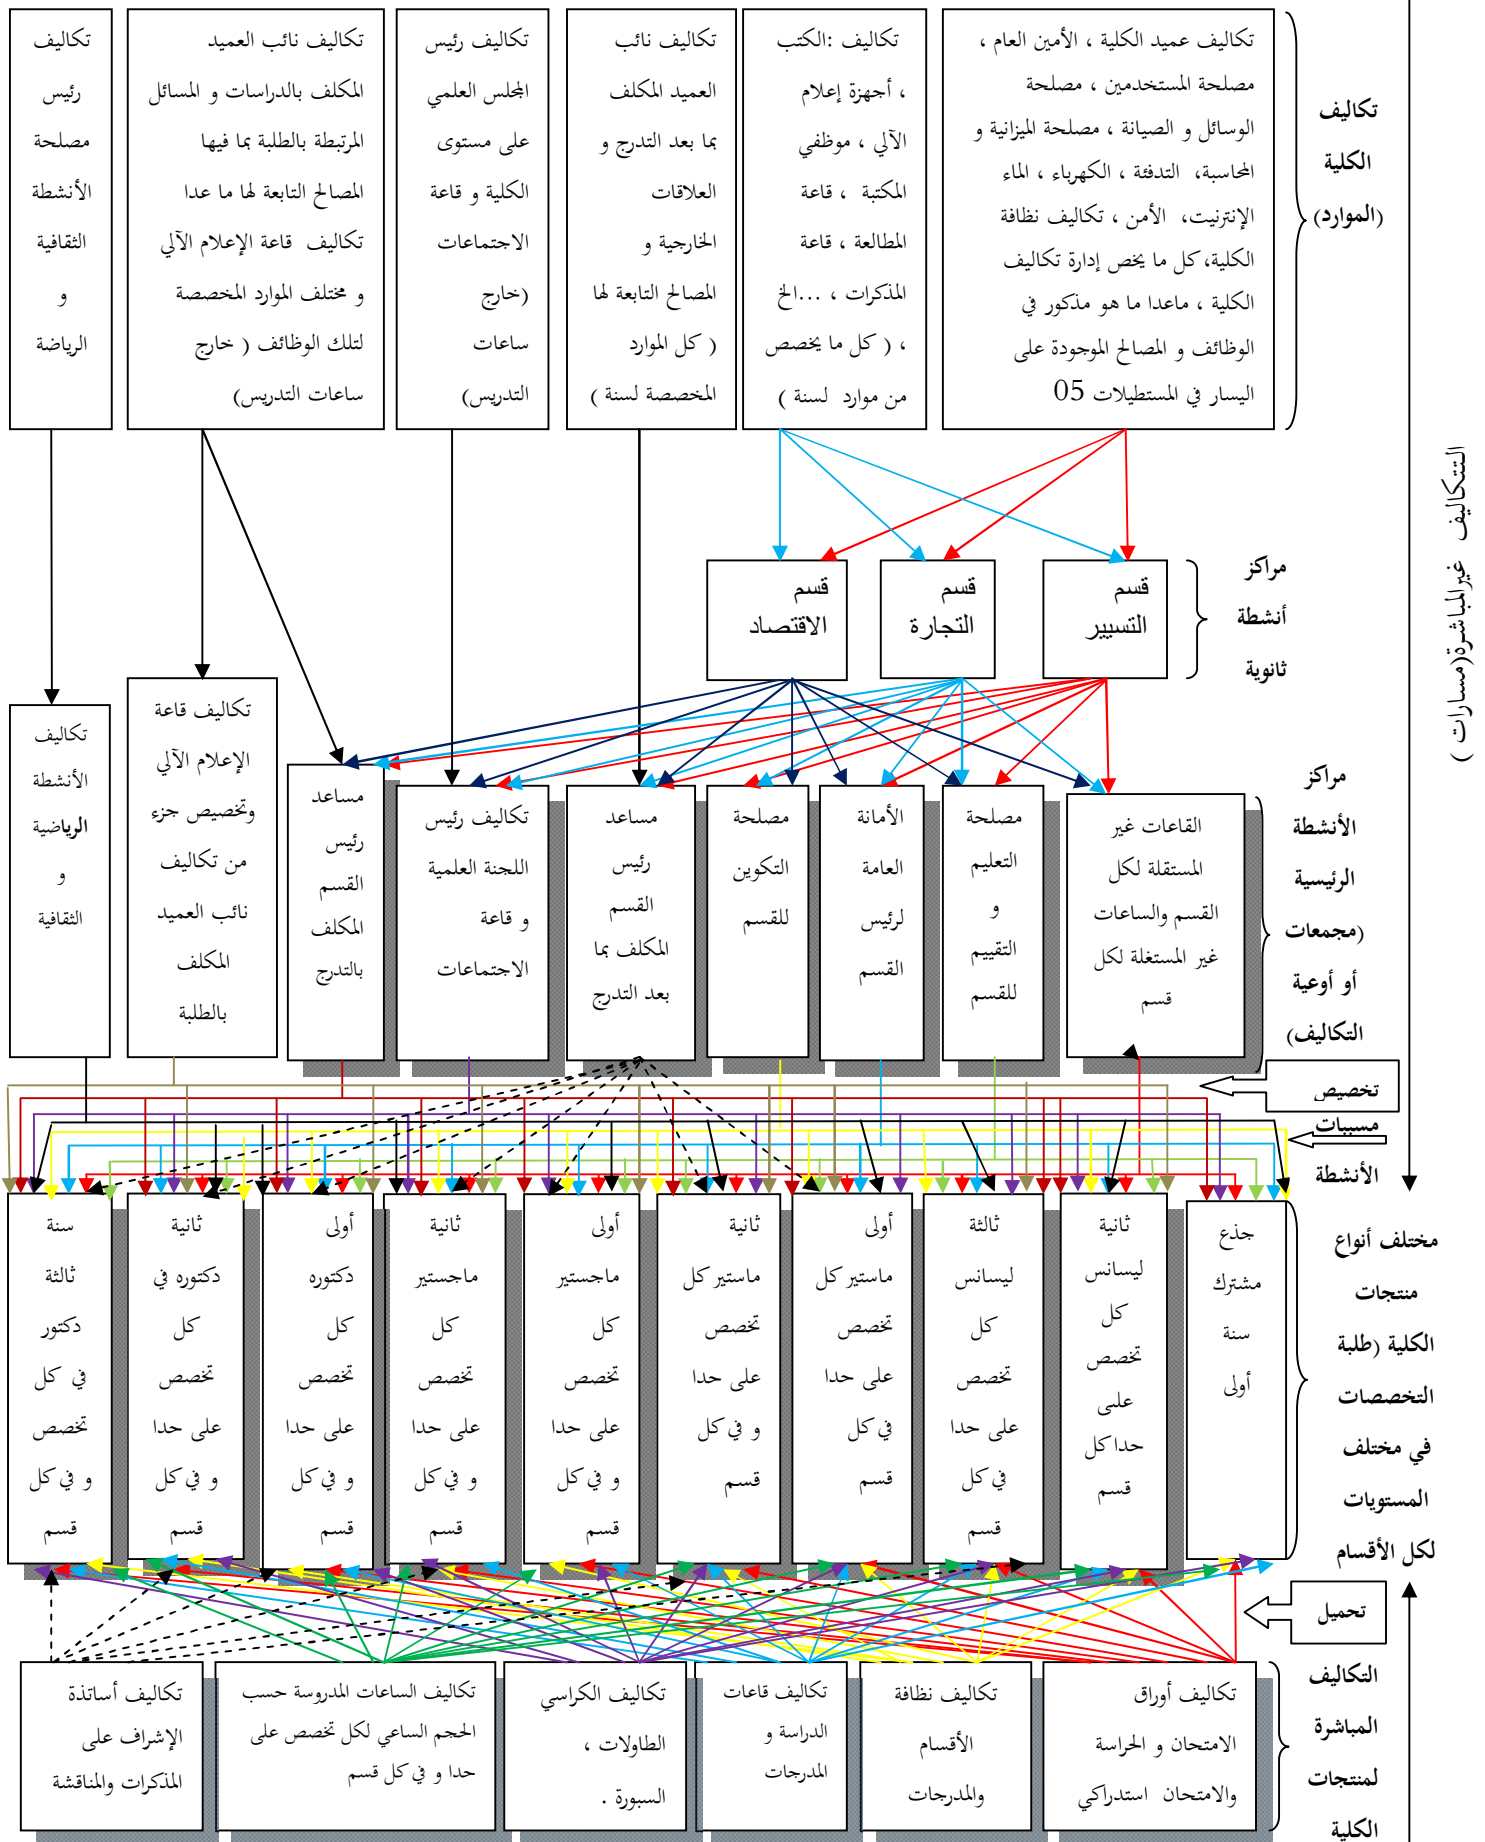 تكاليف
الكلية
(الموارد)
تكاليف عميد الكلية ، الأمين العام ،
مصلحة المستخدمين ، مصلحة
الوسائل و الصيانة ، مصلحة الميزانية و
المحاسبة، التدفئة ، الكهرباء ، الماء
الإنترنيت، الأمن ، تكاليف نظافة
الكلية،كل ما يخص إدارة تكاليف
الكلية ، ماعدا ما هو مذكور في
الوظائف و المصالح الموجودة على
اليسار في المستطيلات 05
تكاليف :الكتب
، أجهزة إعلام
الآلي ، موظفي
المكتبة ، قاعة
المطالعة ، قاعة
المذكرات ، ...الخ
، ( كل ما يخصص
من موارد لسنة )
تكاليف نائب
العميد المكلف
بما بعد التدرج و
العلاقات
الخارجية و
المصالح التابعة لها
( كل الموارد
المخصصة لسنة )
تكاليف رئيس
المجلس العلمي
على مستوى
الكلية و قاعة
الاجتماعات
(خارج
ساعات
التدريس)
تكاليف نائب العميد
المكلف بالدراسات و المسائل
المرتبطة بالطلبة بما فيها
المصالح التابعة لها ما عدا
تكاليف قاعة الإعلام الآلي
و مختلف الموارد المخصصة
لتلك الوظائف ( خارج
ساعات التدريس)
تكاليف
رئيس
مصلحة
الأنشطة
الثقافية
و
الرياضة
التتكاليف غيرالمباشرة(مسارات )
مراكز
أنشطة
ثانوية
قسم
التسيير
قسم
التجارة
قسم
الاقتصاد
مراكز
الأنشطة
الرئيسية
(مجمعات
أو أوعية
التكاليف)
القاعات غير
المستقلة لكل
القسم والساعات
غير المستغلة لكل
قسم
مصلحة
التعليم
و
التقييم
للقسم
الأمانة
العامة
لرئيس
القسم
مصلحة
التكوين
للقسم
مساعد
رئيس
القسم
المكلف بما
بعد التدرج
تكاليف رئيس
اللجنة العلمية
و قاعة
الاجتماعات
مساعد
رئيس
القسم
المكلف
بالتدرج
تكاليف قاعة
الإعلام الآلي
وتخصيص جزء
من تكاليف
نائب العميد
المكلف
بالطلبة
تكاليف
الأنشطة
الرياضية
و
الثقافية
تخصيص
مسببات
الأنشطة
مختلف أنواع
منتجات
الكلية (طلبة
التخصصات
في مختلف
المستويات
لكل الأقسام
جذع
مشترك
سنة
أولى
ثانية
ليسانس
كل
تخصص
على
حداكل
قسم
ثالثة
ليسانس
كل
تخصص
على حدا
في كل
قسم
أولى
ماستير كل
تخصص
على حدا
في كل
قسم
ثانية
ماستير كل
تخصص
على حدا
و في كل
قسم
أولى
ماجستير
كل
تخصص
على حدا
و في كل
قسم
ثانية
ماجستير
كل
تخصص
على حدا
و في كل
قسم
أولى
دكتوره
كل
تخصص
على حدا
و في كل
قسم
ثانية
دكتوره في
كل
تخصص
على حدا
و في كل
قسم
سنة
ثالثة
دكتور
في كل
تخصص
و في كل
قسم
تحميل
التكاليف
المباشرة
لمنتجات
الكلية
تكاليف أوراق
الامتحان و الحراسة
والامتحان استدراكي
تكاليف نظافة
الأقسام
والمدرجات
تكاليف قاعات
الدراسة و
المدرجات
تكاليف الكراسي
الطاولات ،
السبورة .
تكاليف الساعات المدروسة حسب
الحجم الساعي لكل تخصص على
حدا و في كل قسم
تكاليف أساتذة
الإشراف على
المذكرات والمناقشة